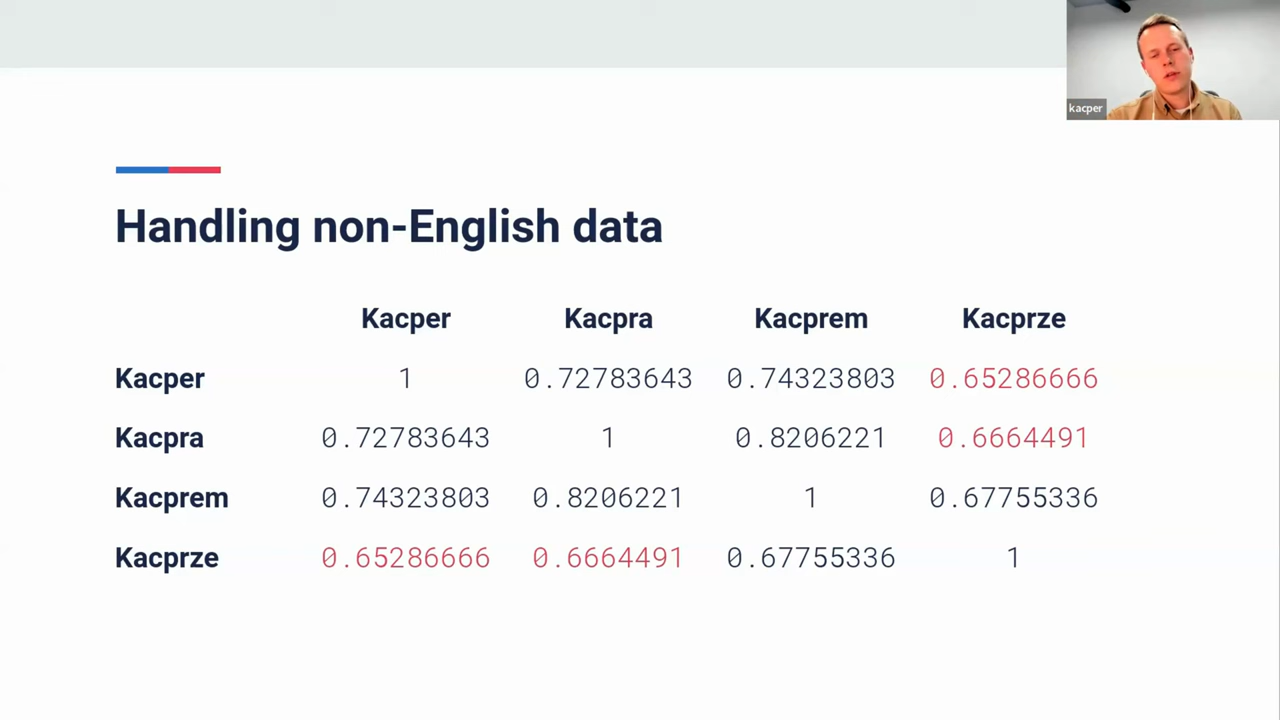 kacper
Handling non-English data
Kacper Kacpra Kacprem Kacprze
Kacper 1 0.72783643 0.74323803 0.65286666
Kacpra 0.72783643 1 0.8206221 0.6664491
Kacprem 0.74323803 0.8206221 1 0.67755336
Kacprze 0.65286666 0.6664491 0.67755336 1